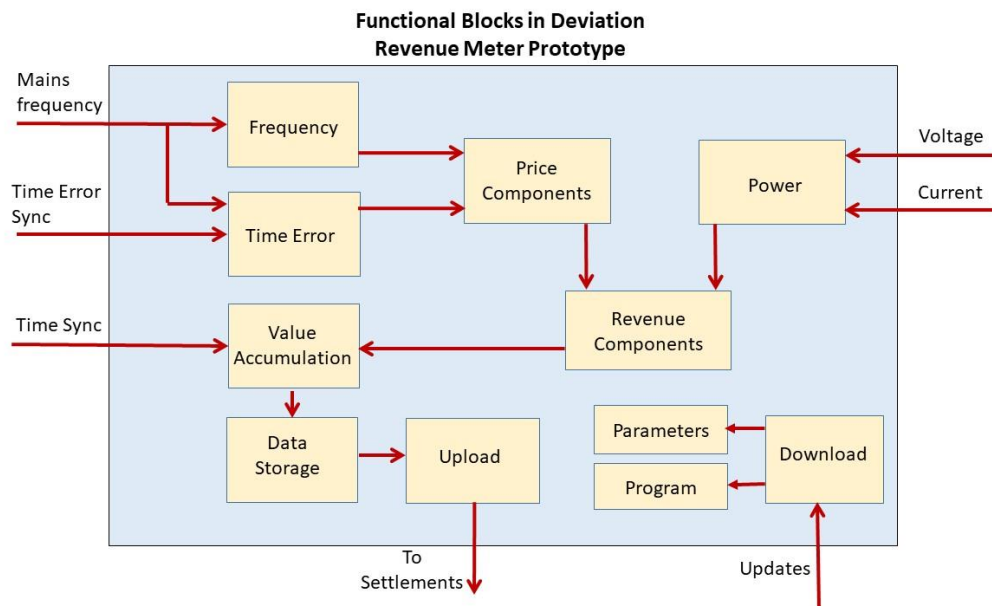 Functional Blocks in Deviation
Revenue Meter Prototype
Mains
frequency
Frequency
Price
Components
Power
Voltage
Current
Time Error
Sync
Time Error
Time Sync
Value
Accumulation
Revenue
Components
Data
Storage
Upload
Parameters
Program
Download
To
Settlements
Updates